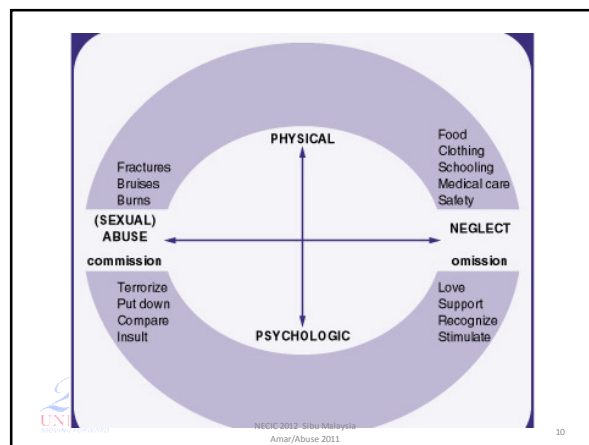 PHYSICAL
Fractures
Bruises
Burns
Food
Clothing
Schooling
Medical care
Safety
(SEXUAL)
ABUSE
NEGLECT
commission
omission
Terrorize
Put down
Compare
Insult
Love
Support
Recognize
Stimulate
PSYCHOLOGIC
NECIC 2012 Sibu Malaysia
Amar/Abuse 2011
10